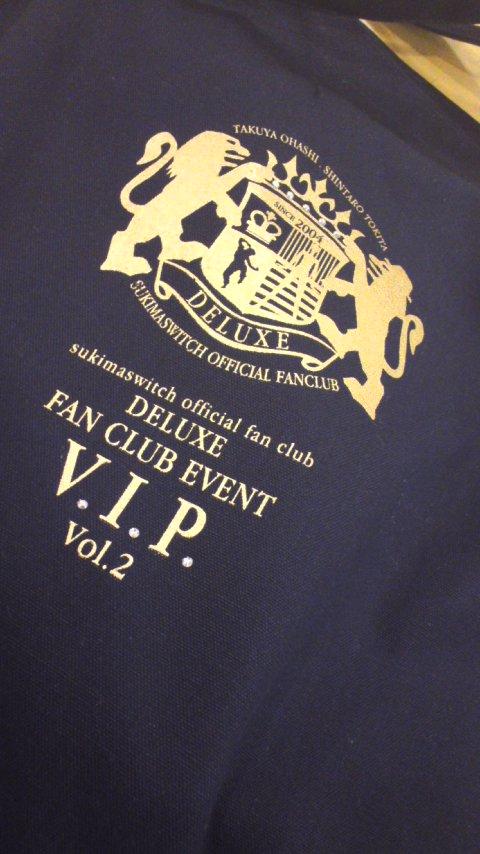 TAKUYA OHASHI . SHINTARO TOKITA
SINCE 2004
DELUXE
SUKIMASWITCH OFFICIAL FANCLUB
sukimaswitch official fan club
DELUXE
FAN CLUB EVENT
V.I.P.
Vol.2